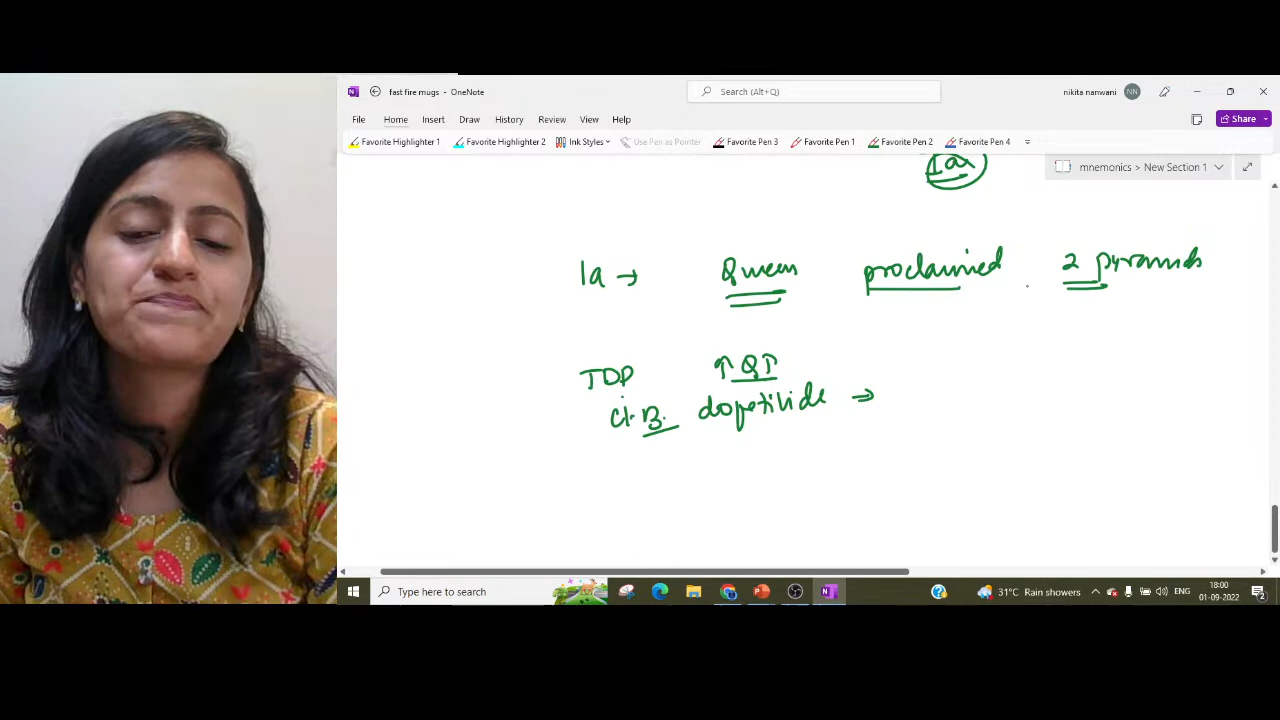 fast fire mugs - OneNote
Search (Alt+Q)
nikita nanwani NN
File Home Insert Draw History Review View Help
Share
Favorite Highlighter 1 Favorite Highlighter 2 Ink Styles Use Pen as Pointer Favorite Pen 3 Favorite Pen 1 Favorite Pen 2 Favorite Pen 4
mnemonics > New Section 1
1a → Queen proclaimed 2 pyramids
TDP ↑ QT
dofetilide →
Type here to search
31°C Rain showers
ENG
18:00
01-09-2022
2